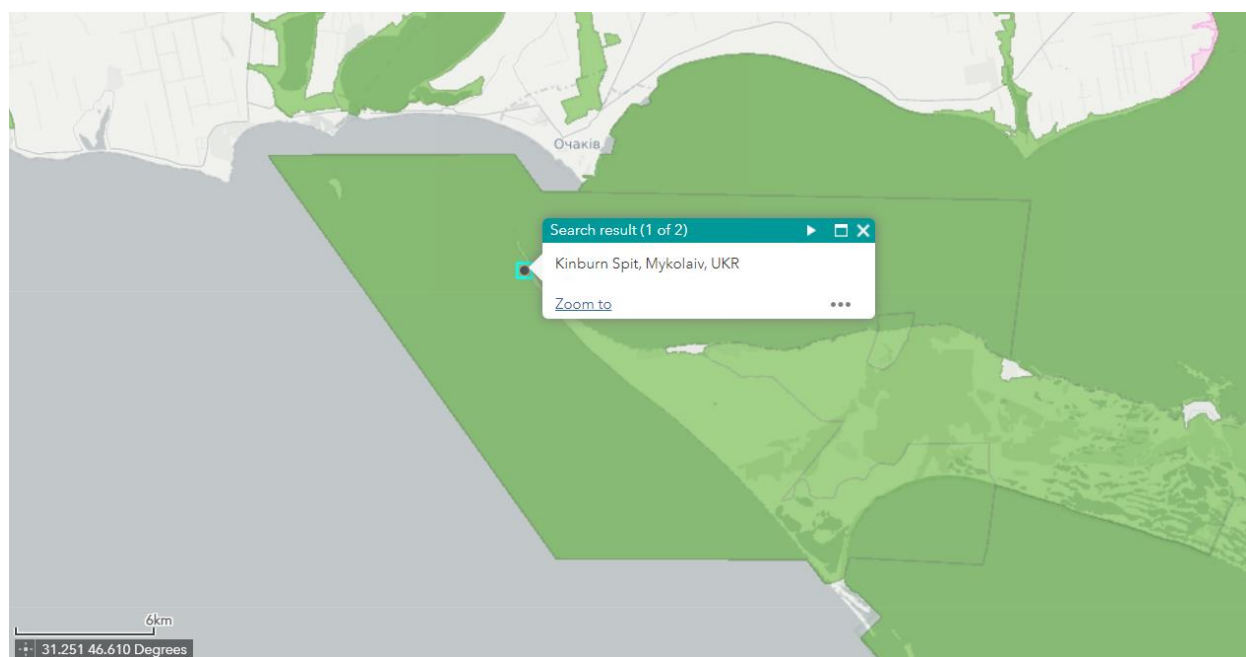 Очаків
Search result (1 of 2)
Kinburn Spit, Mykolaiv, UKR
Zoom to
6km
31.251 46.610 Degrees